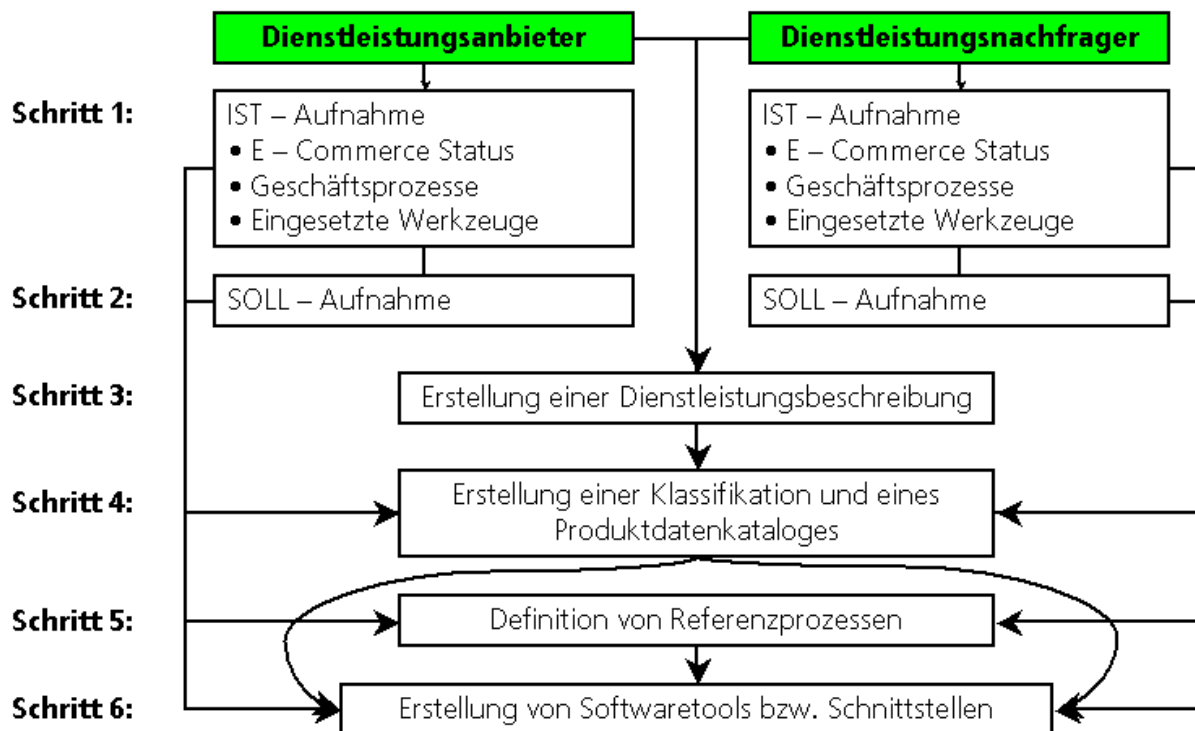 Dienstleistungsanbieter
Dienstleistungsnachfrager
Schritt 1:
IST – Aufnahme
• E – Commerce Status
• Geschäftsprozesse
• Eingesetzte Werkzeuge
IST – Aufnahme
• E – Commerce Status
• Geschäftsprozesse
• Eingesetzte Werkzeuge
Schritt 2:
SOLL – Aufnahme
SOLL – Aufnahme
Schritt 3:
Erstellung einer Dienstleistungsbeschreibung
Schritt 4:
Erstellung einer Klassifikation und eines
Produktdatenkataloges
Schritt 5:
Definition von Referenzprozessen
Schritt 6:
Erstellung von Softwaretools bzw. Schnittstellen